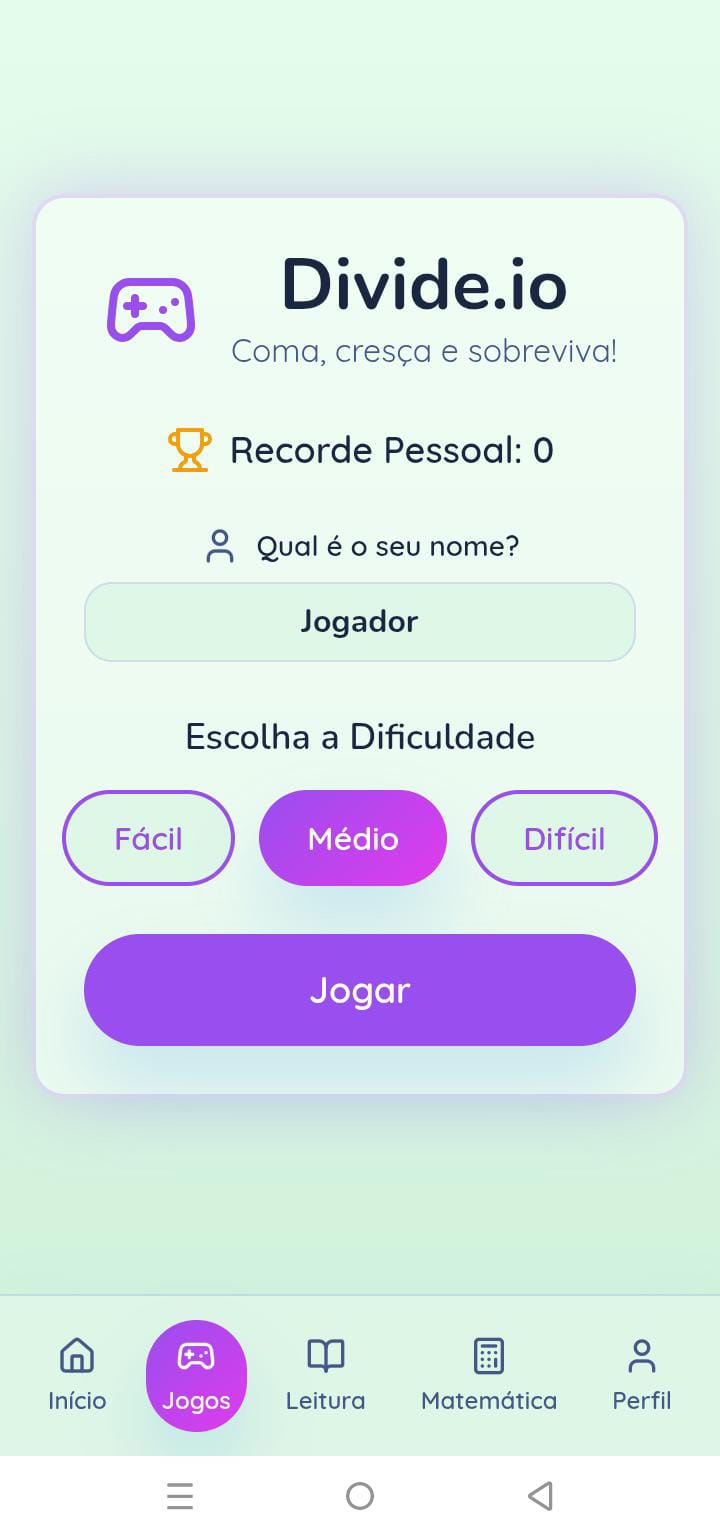 Divide.io
Coma, cresça e sobreviva!
Recorde Pessoal: 0
Qual é o seu nome?
Jogador
Escolha a Dificuldade
Fácil
Médio
Difícil
Jogar
Início
Jogos
Leitura
Matemática
Perfil